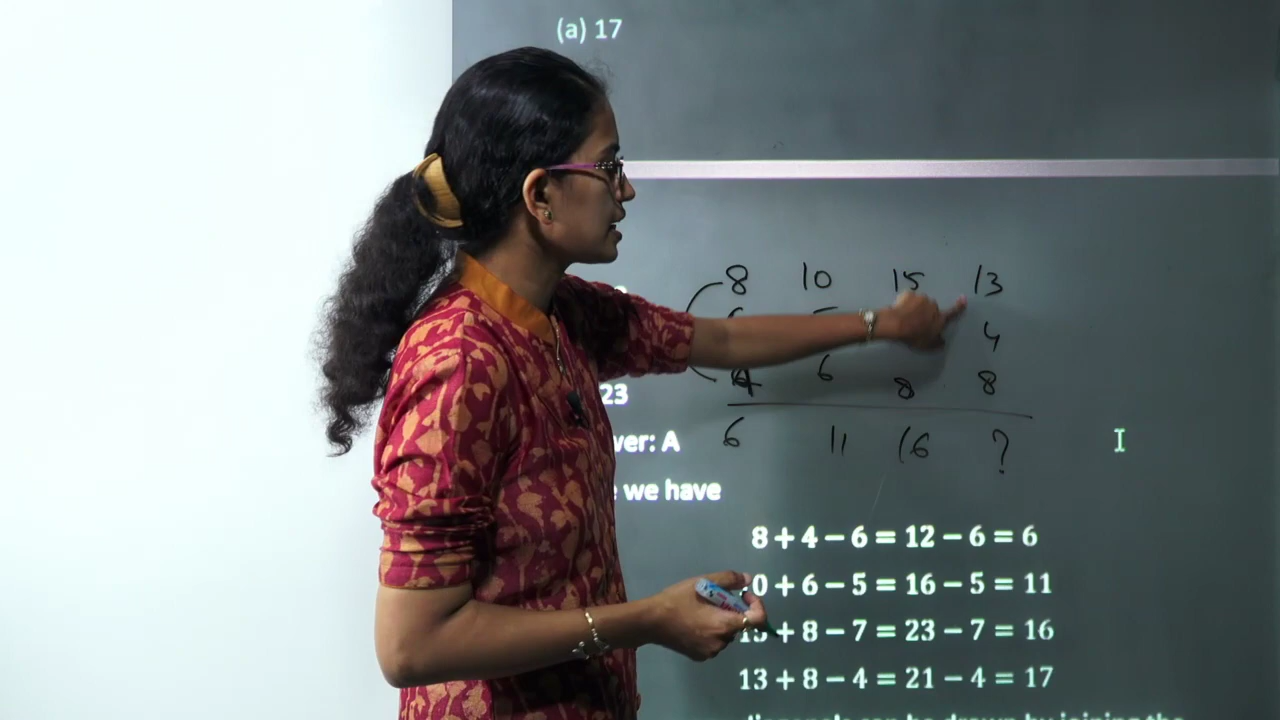 (a) 17
8 10 15 13
4
6 8 8
23
6 11 16 ?
ver: A
we have
8 + 4 − 6 = 12 − 6 = 6
0 + 6 − 5 = 16 − 5 = 11
15 + 8 − 7 = 23 − 7 = 16
13 + 8 − 4 = 21 − 4 = 17